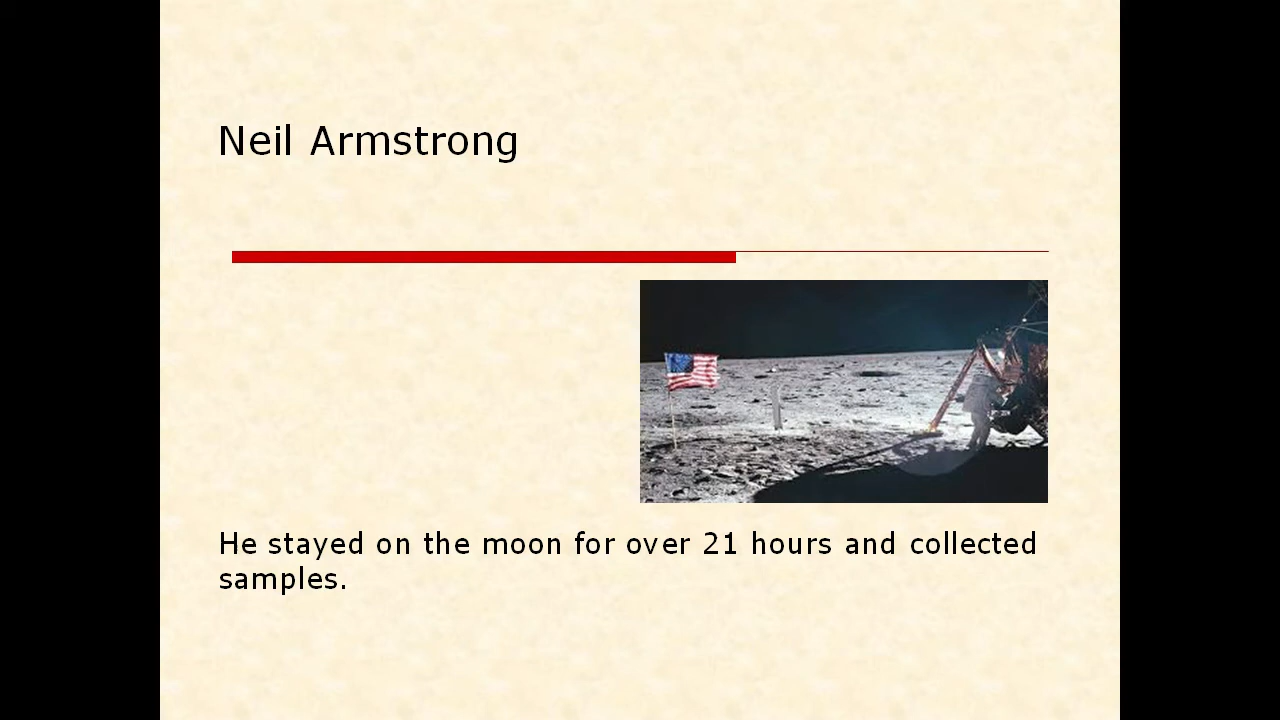 Neil Armstrong
He stayed on the moon for over 21 hours and collected
samples.